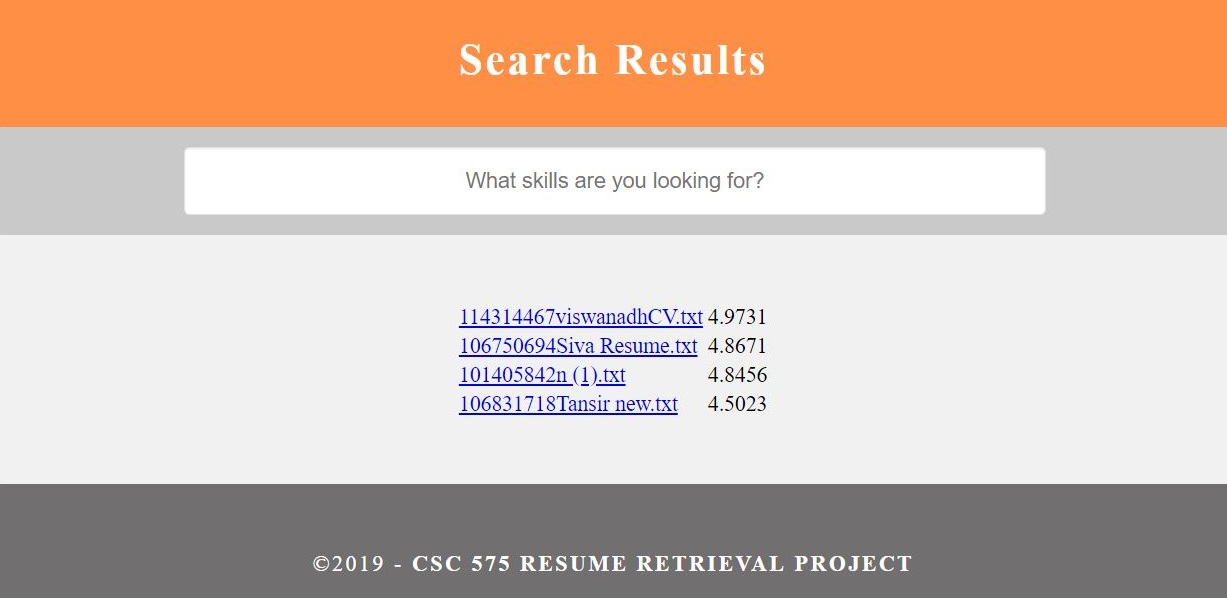 Search Results
What skills are you looking for?
114314467viswanadhCV.txt 4.9731
106750694Siva Resume.txt 4.8671
101405842n (1).txt 4.8456
106831718Tansir new.txt 4.5023
©2019 - CSC 575 RESUME RETRIEVAL PROJECT